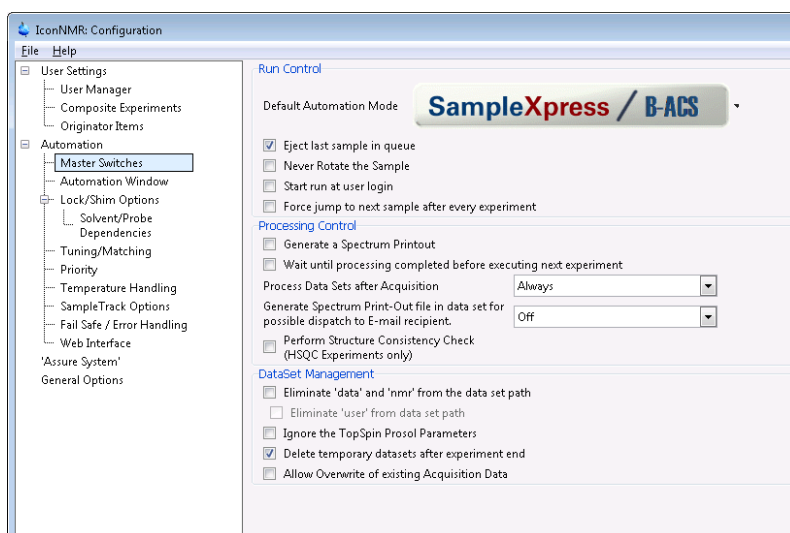 IconNMR: Configuration
File Help
User Settings
User Manager
Composite Experiments
Originator Items
Automation
Master Switches
Automation Window
Lock/Shim Options
Solvent/Probe
Dependencies
Tuning/Matching
Priority
Temperature Handling
SampleTrack Options
Fail Safe / Error Handling
Web Interface
'Assure System'
General Options
Run Control
Default Automation Mode
SampleXpress / B-ACS
Eject last sample in queue
Never Rotate the Sample
Start run at user login
Force jump to next sample after every experiment
Processing Control
Generate a Spectrum Printout
Wait until processing completed before executing next experiment
Process Data Sets after Acquisition Always
Generate Spectrum Print-Out file in data set for
possible dispatch to E-mail recipient. Off
Perform Structure Consistency Check
(HSQC Experiments only)
DataSet Management
Eliminate 'data' and 'nmr' from the data set path
Eliminate 'user' from data set path
Ignore the TopSpin Prosol Parameters
Delete temporary datasets after experiment end
Allow Overwrite of existing Acquisition Data